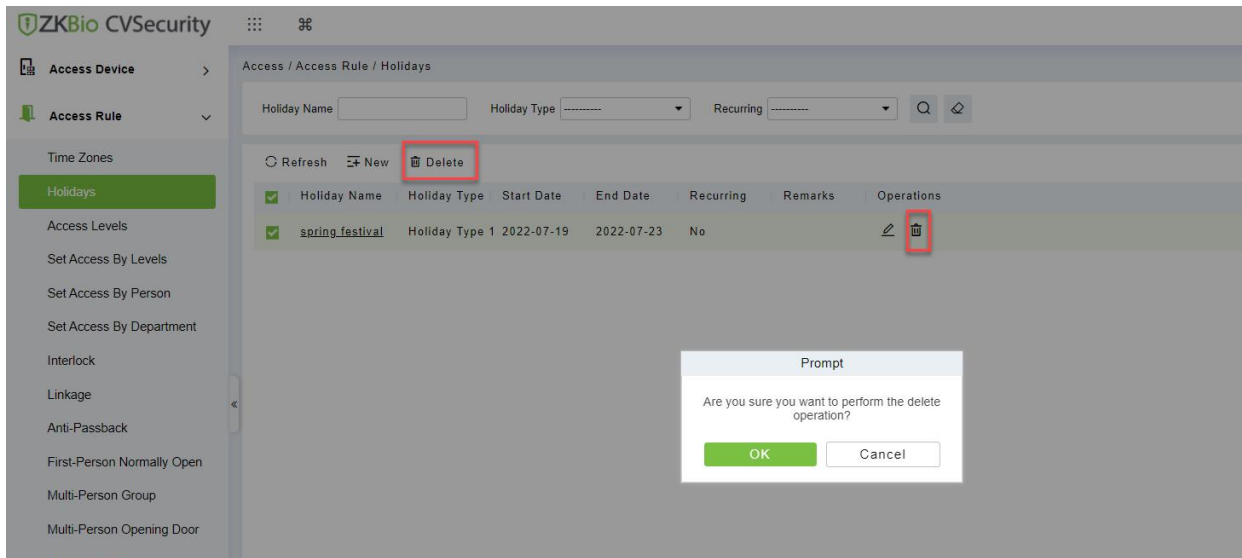 ZKBio CVSecurity
Access Device
Access Rule
Time Zones
Holidays
Access Levels
Set Access By Levels
Set Access By Person
Set Access By Department
Interlock
Linkage
Anti-Passback
First-Person Normally Open
Multi-Person Group
Multi-Person Opening Door
Access / Access Rule / Holidays
Holiday Name Holiday Type ---------- Recurring ----------
Refresh New Delete
Holiday Name Holiday Type Start Date End Date Recurring Remarks Operations
spring festival Holiday Type 1 2022-07-19 2022-07-23 No
Prompt
Are you sure you want to perform the delete
operation?
OK Cancel